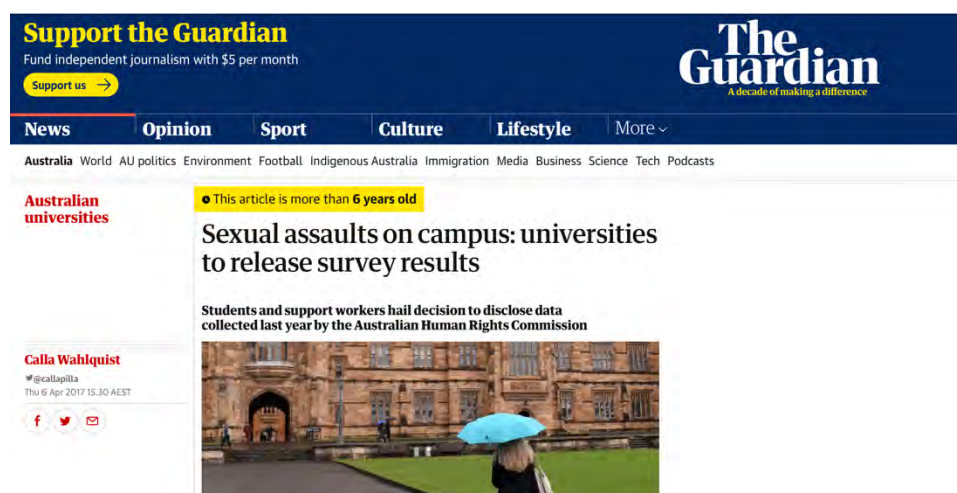 Support the Guardian
Fund independent journalism with $5 per month
Support us
The
Guardian
A decade of making a difference
News Opinion Sport Culture Lifestyle More
Australia World AU politics Environment Football Indigenous Australia Immigration Media Business Science Tech Podcasts
Australian
universities
This article is more than 6 years old
Sexual assaults on campus: universities
to release survey results
Students and support workers hail decision to disclose data
collected last year by the Australian Human Rights Commission
Calla Wahlquist
@callapilla
Thu 6 Apr 2017 15.30 AEST